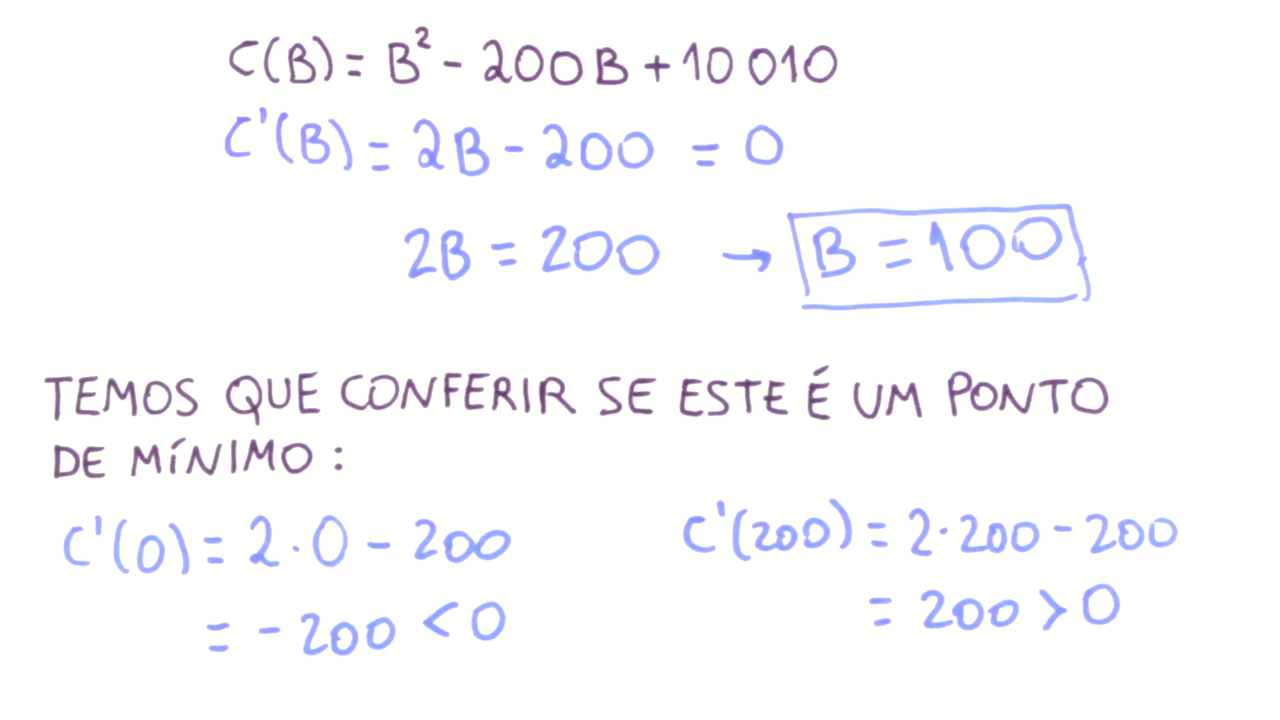 C(B) = B² - 200B + 10 010
C'(B) = 2B - 200 = 0
2B = 200 → B = 100
TEMOS QUE CONFERIR SE ESTE É UM PONTO
DE MÍNIMO :
C'(0) = 2 · 0 - 200
= - 200 < 0
C'(200) = 2 · 200 - 200
= 200 > 0